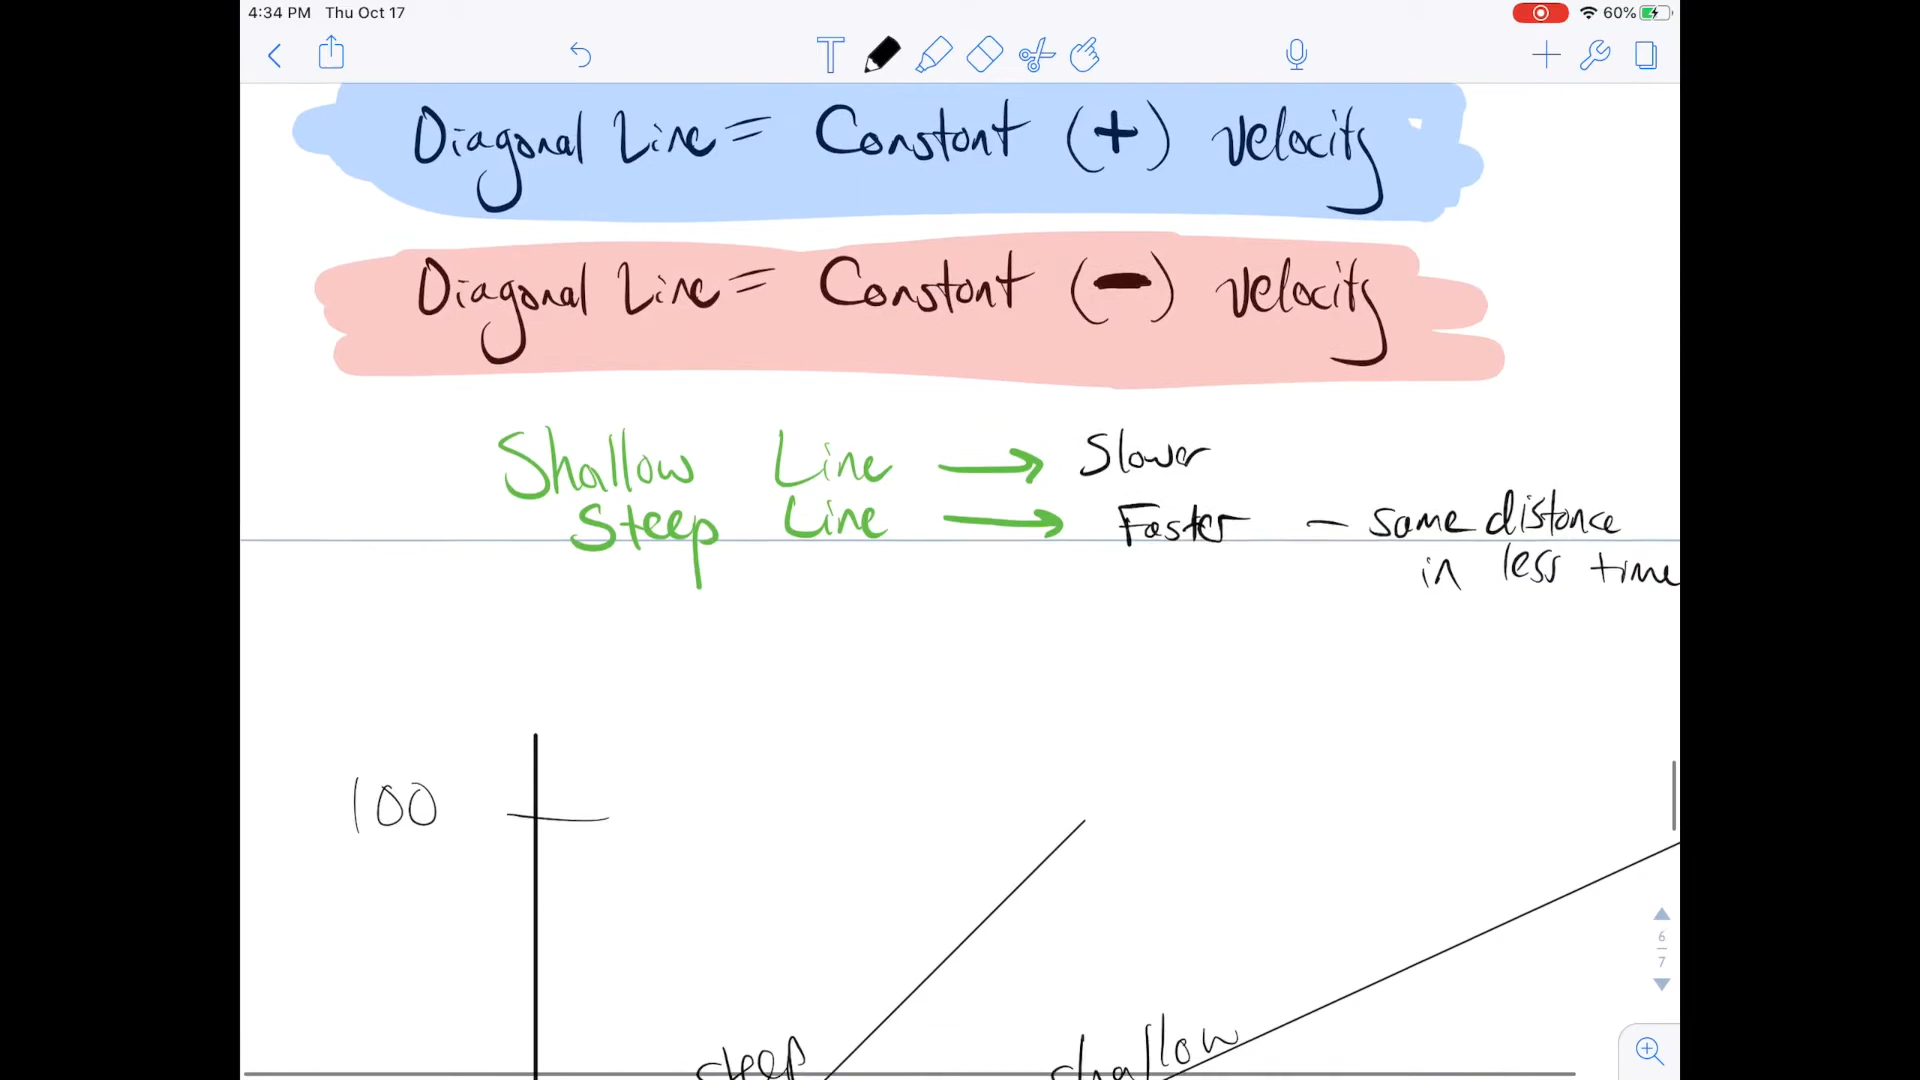 4:34 PM Thu Oct 17
60%
T
Diagonal Line = Constant (+) velocity
Diagonal Line = Constant (-) velocity
Shallow Line → Slower
Steep Line → Faster - same distance
in less time
100
6
7
steep
shallow